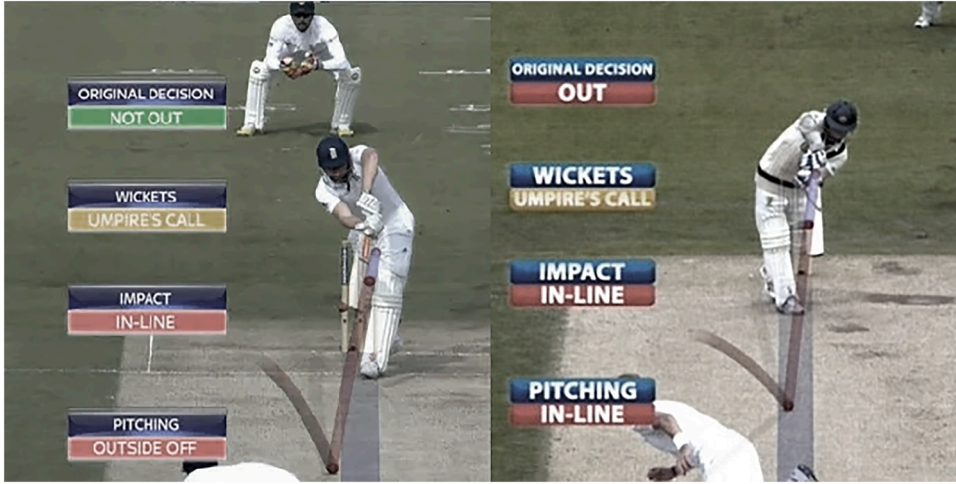 ORIGINAL DECISION
NOT OUT
WICKETS
UMPIRE'S CALL
IMPACT
IN-LINE
PITCHING
OUTSIDE OFF
ORIGINAL DECISION
OUT
WICKETS
UMPIRE'S CALL
IMPACT
IN-LINE
PITCHING
IN-LINE